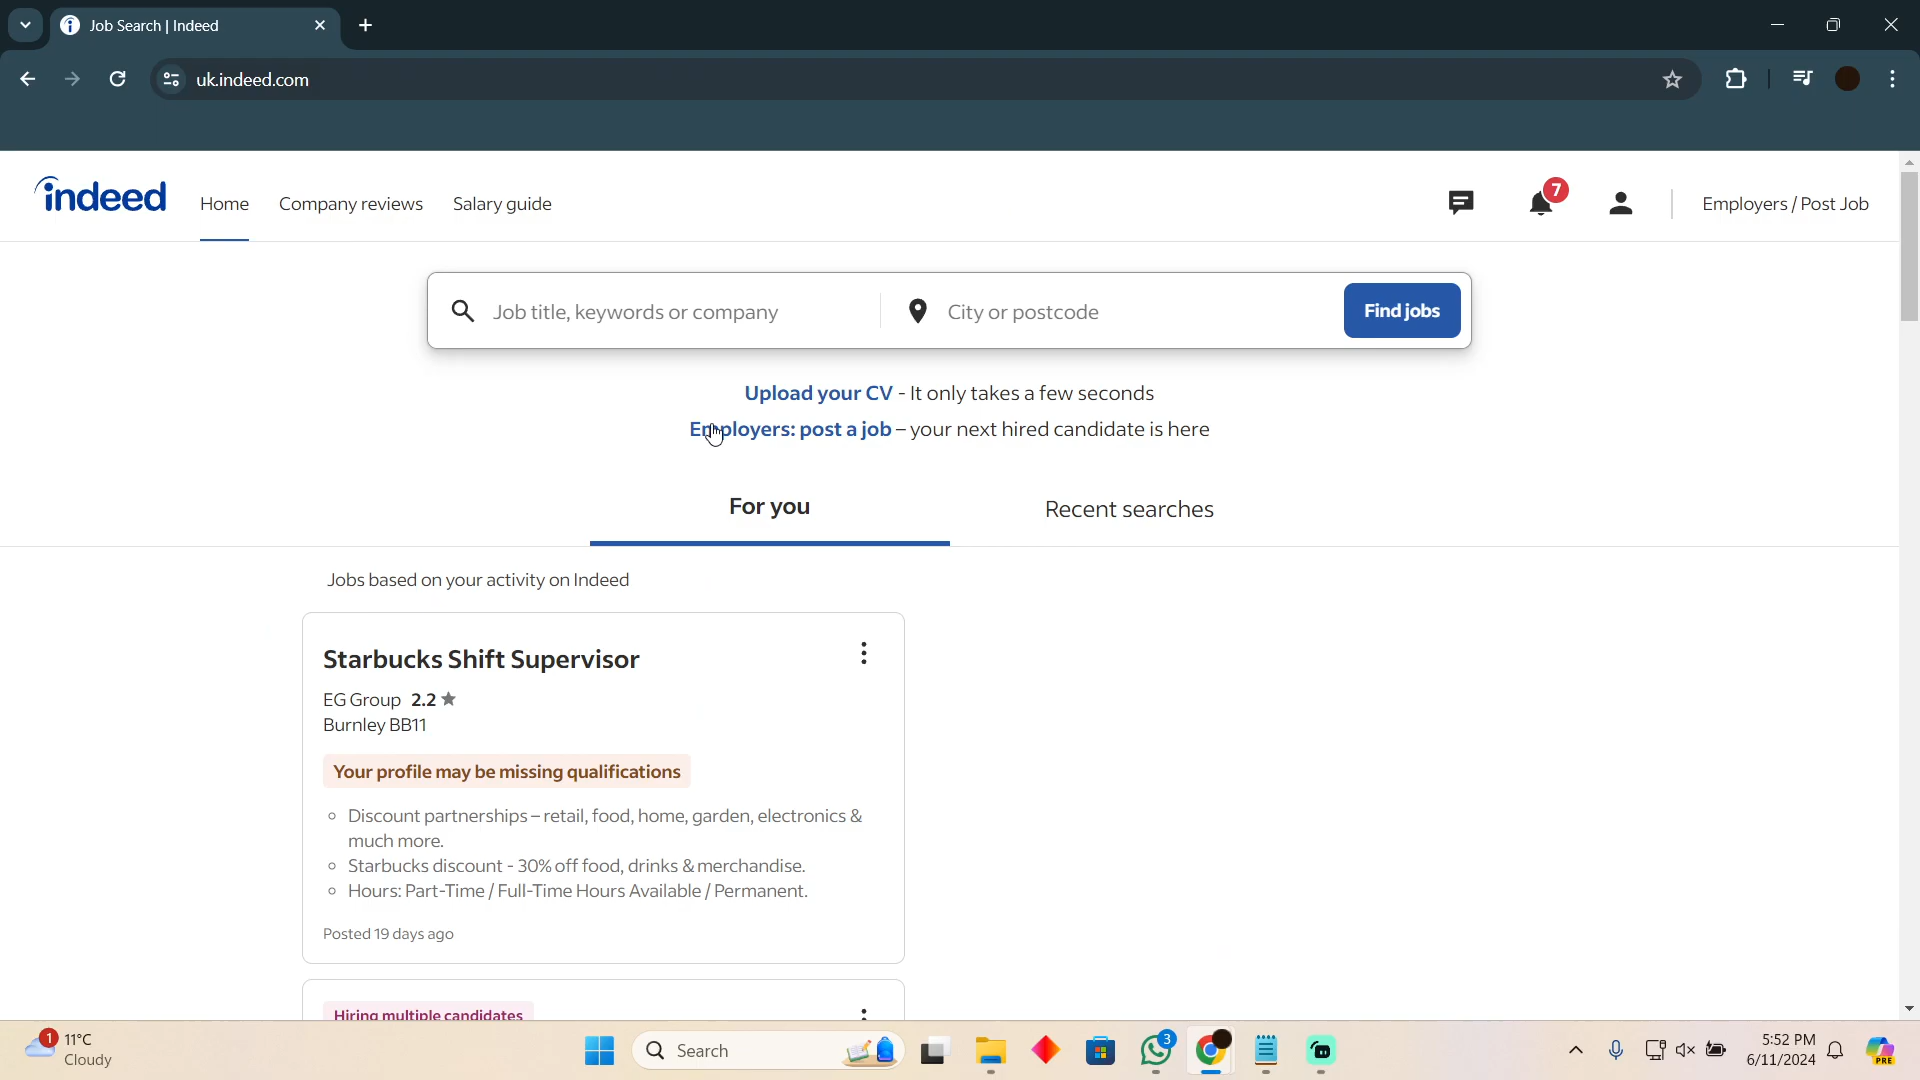 Job Search | Indeed
uk.indeed.com
indeed Home Company reviews Salary guide 7 Employers / Post Job
Job title, keywords or company City or postcode Find jobs
Upload your CV - It only takes a few seconds
Employers: post a job – your next hired candidate is here
For you Recent searches
Jobs based on your activity on Indeed
Starbucks Shift Supervisor
EG Group 2.2 ★
Burnley BB11
Your profile may be missing qualifications
Discount partnerships – retail, food, home, garden, electronics &
much more.
Starbucks discount - 30% off food, drinks & merchandise.
Hours: Part-Time / Full-Time Hours Available / Permanent.
Posted 19 days ago
Hiring multiple candidates
1 11°C
Cloudy
Search
3
5:52 PM
6/11/2024
PRE